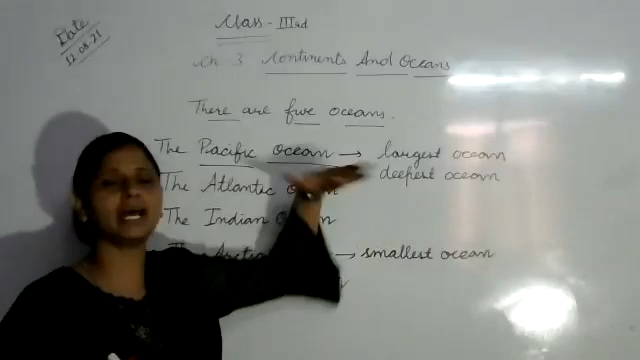 Date
12.08.21
Class - IIIrd
Ch 3 Continents And Oceans
There are five oceans.
The Pacific Ocean → largest ocean
deepest ocean
The Atlantic
The Indian Ocean
→ smallest ocean